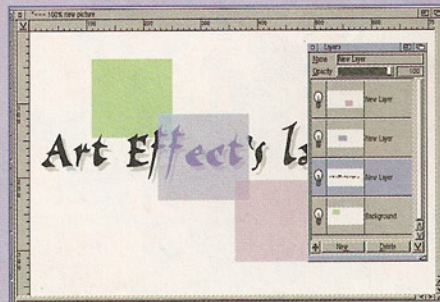 *--- 100% new picture
Layers
Name New Layer
Opacity 100
New Layer
New Layer
New Layer
Background
New Delete
Art Effect's la